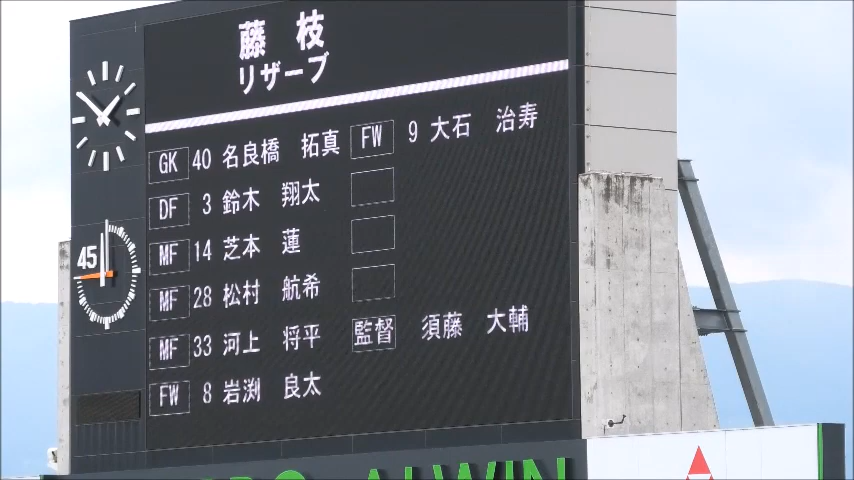 藤枝
リザーブ
GK 40 名良橋 拓真 FW 9 大石 治寿
DF 3 鈴木 翔太
MF 14 芝本 蓮
MF 28 松村 航希
MF 33 河上 将平 監督 須藤 大輔
FW 8 岩渕 良太
45
ALWIN